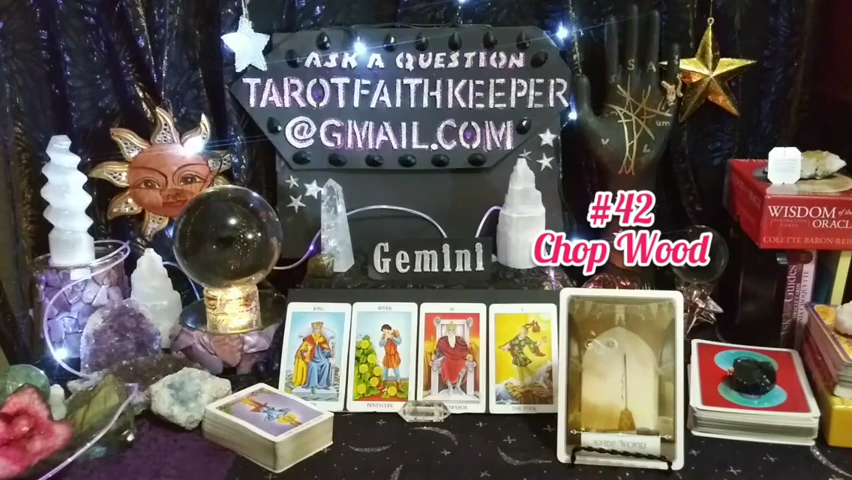 ASK A QUESTION
TAROTFAITHKEEPER
@GMAIL.COM
Gemini
#42
Chop Wood
WISDOM of the
ORACLE
COLETTE BARON-REID
KING
SEVEN
PENTACLES
THE FOOL
CHOP WOOD